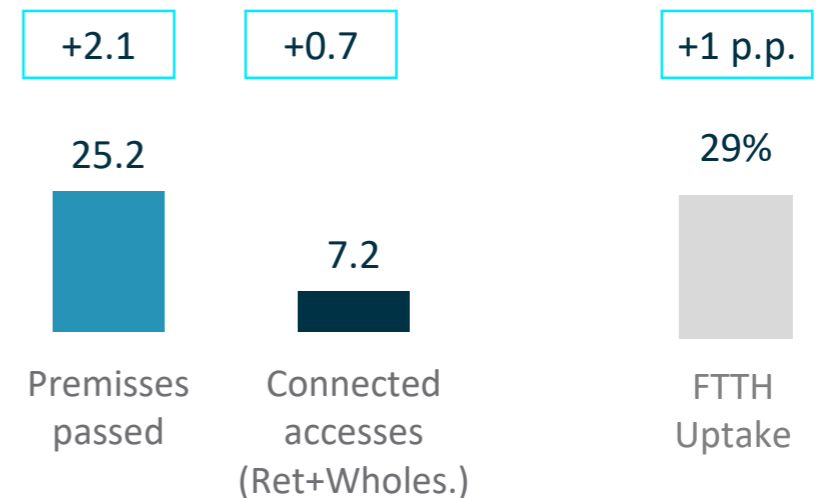 +2.1
+0.7
+1 p.p.
25.2
7.2
29%
Premisses
passed
Connected
accesses
(Ret+Wholes.)
FTTH
Uptake